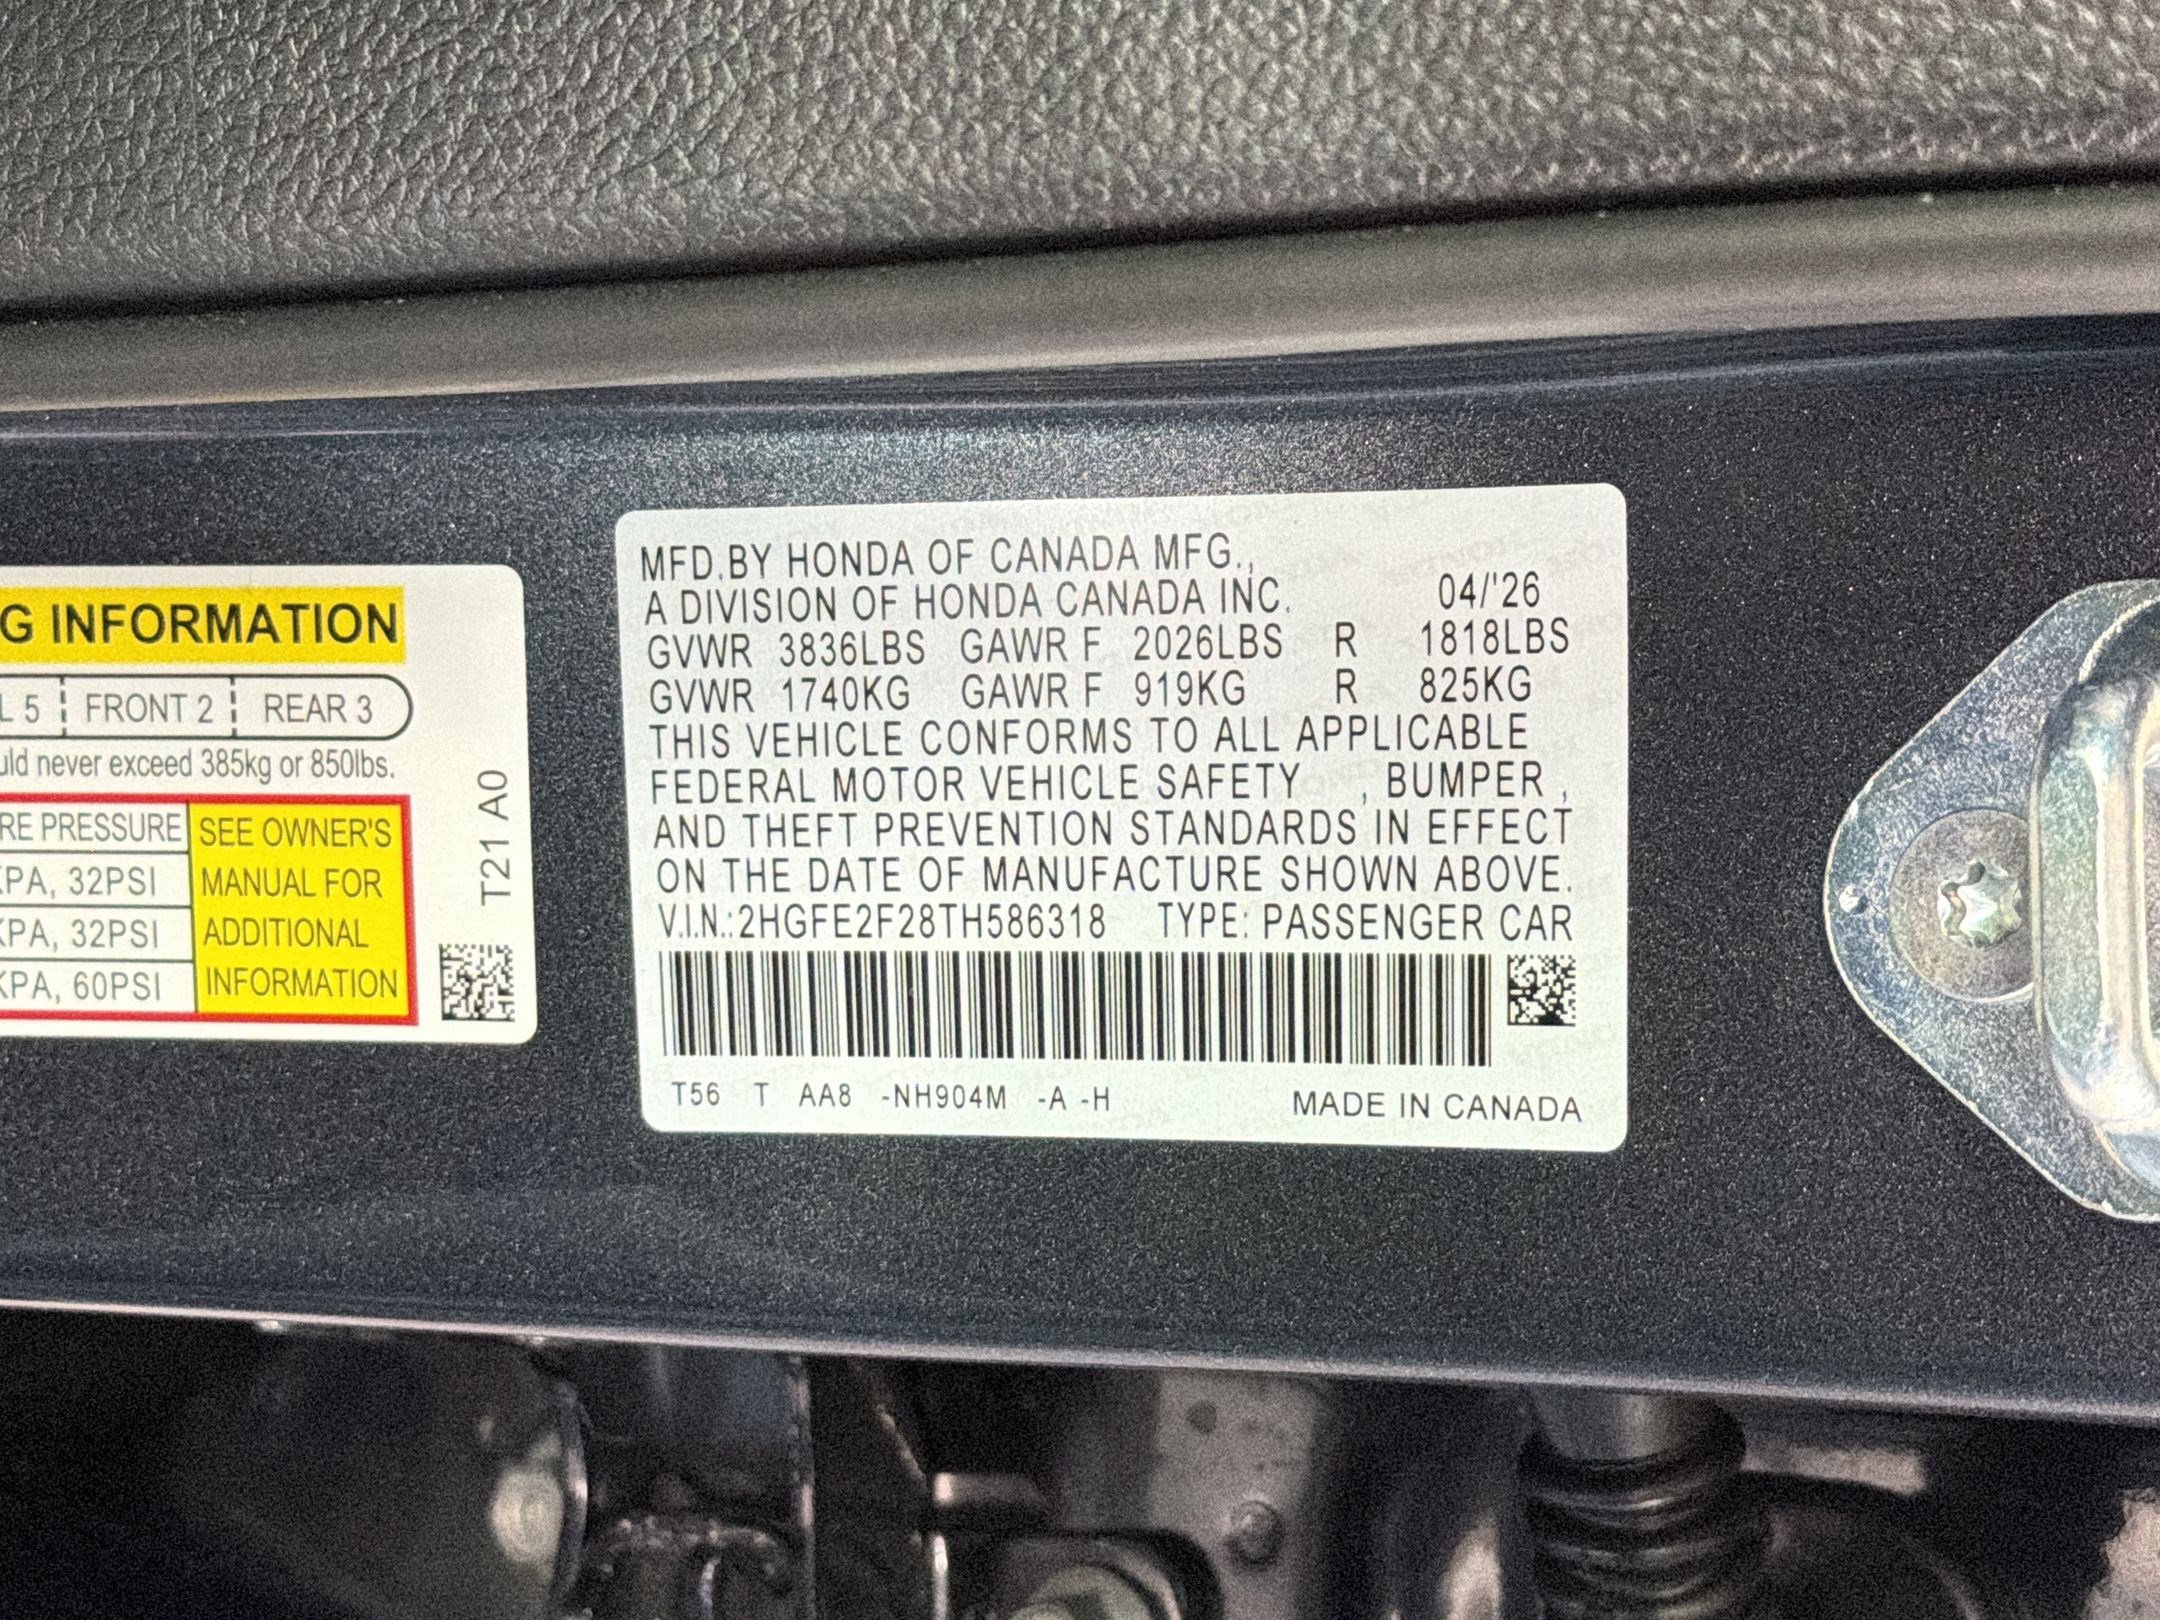 G INFORMATION
L 5 FRONT 2 REAR 3
uld never exceed 385kg or 850lbs.
RE PRESSURE
KPA, 32PSI
KPA, 32PSI
KPA, 60PSI
SEE OWNER'S
MANUAL FOR
ADDITIONAL
INFORMATION
T21 A0
MFD.BY HONDA OF CANADA MFG.,
A DIVISION OF HONDA CANADA INC. 04/'26
GVWR 3836LBS GAWR F 2026LBS R 1818LBS
GVWR 1740KG GAWR F 919KG R 825KG
THIS VEHICLE CONFORMS TO ALL APPLICABLE
FEDERAL MOTOR VEHICLE SAFETY , BUMPER ,
AND THEFT PREVENTION STANDARDS IN EFFECT
ON THE DATE OF MANUFACTURE SHOWN ABOVE.
V.I.N.:2HGFE2F28TH586318 TYPE: PASSENGER CAR
T56 T AA8 -NH904M -A -H MADE IN CANADA